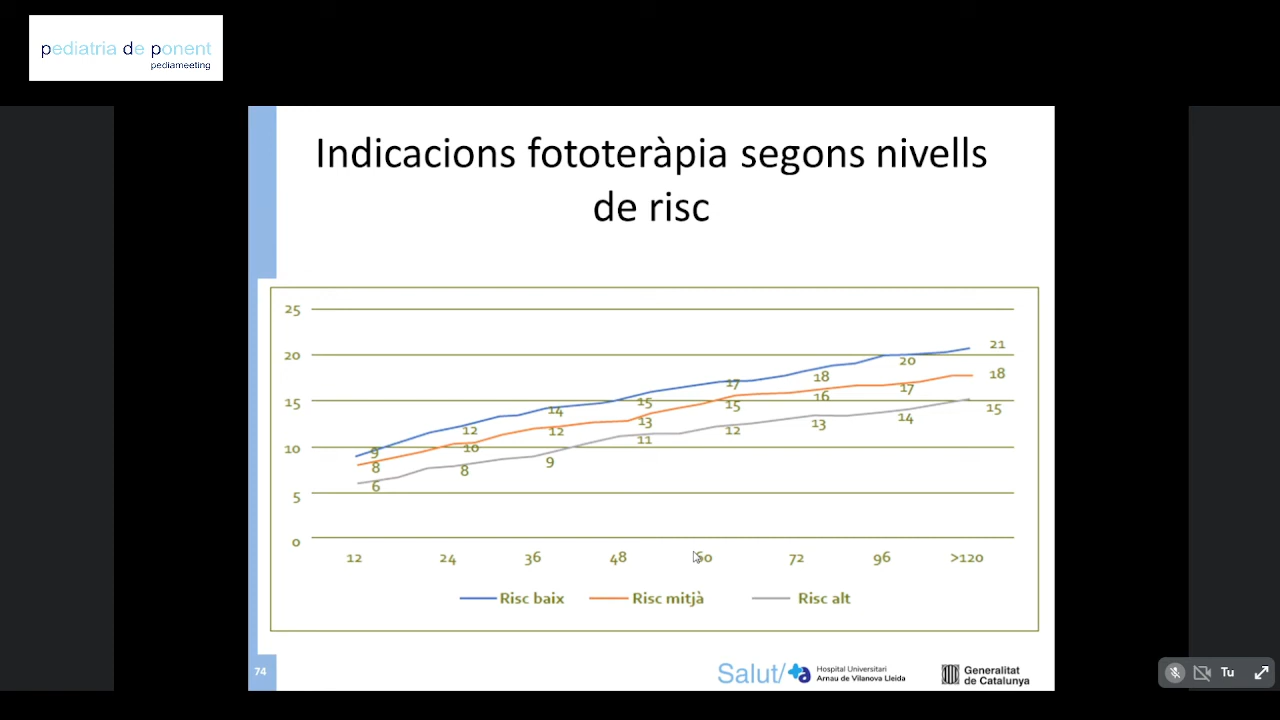 pediatria de ponent
pediameeting
Indicacions fototeràpia segons nivells
de risc
25
20
15
10
5
0
21
20
18
17
15
14
12
9
18
17
16
15
13
12
10
8
15
14
13
12
11
9
8
6
12
24
36
48
72
96
>120
Risc baix
Risc mitjà
Risc alt
74
Salut/
Hospital Universitari
Arnau de Vilanova Lleida
Generalitat
de Catalunya
Tu